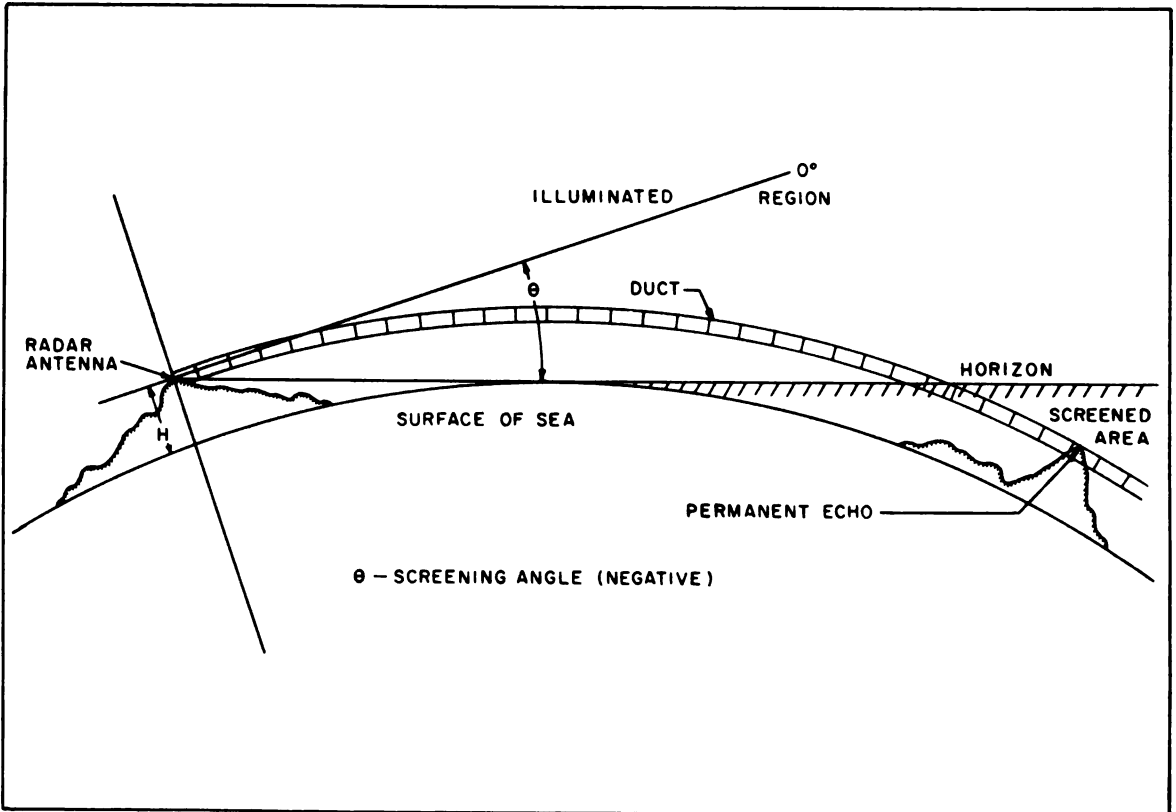 0°
ILLUMINATED REGION
θ
DUCT
RADAR
ANTENNA
HORIZON
SCREENED
AREA
SURFACE OF SEA
H
PERMANENT ECHO
θ — SCREENING ANGLE (NEGATIVE)